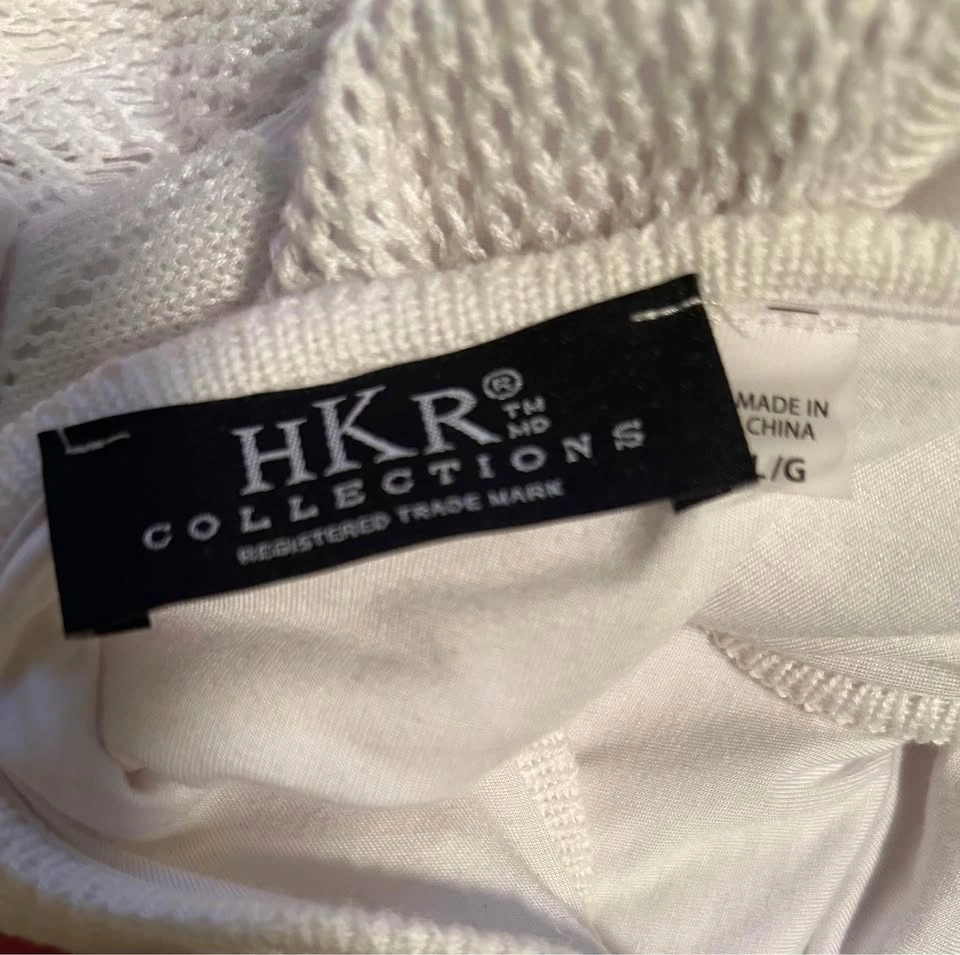 HKR®
TM
MD
COLLECTIONS
REGISTERED TRADE MARK
MADE IN
CHINA
L/G